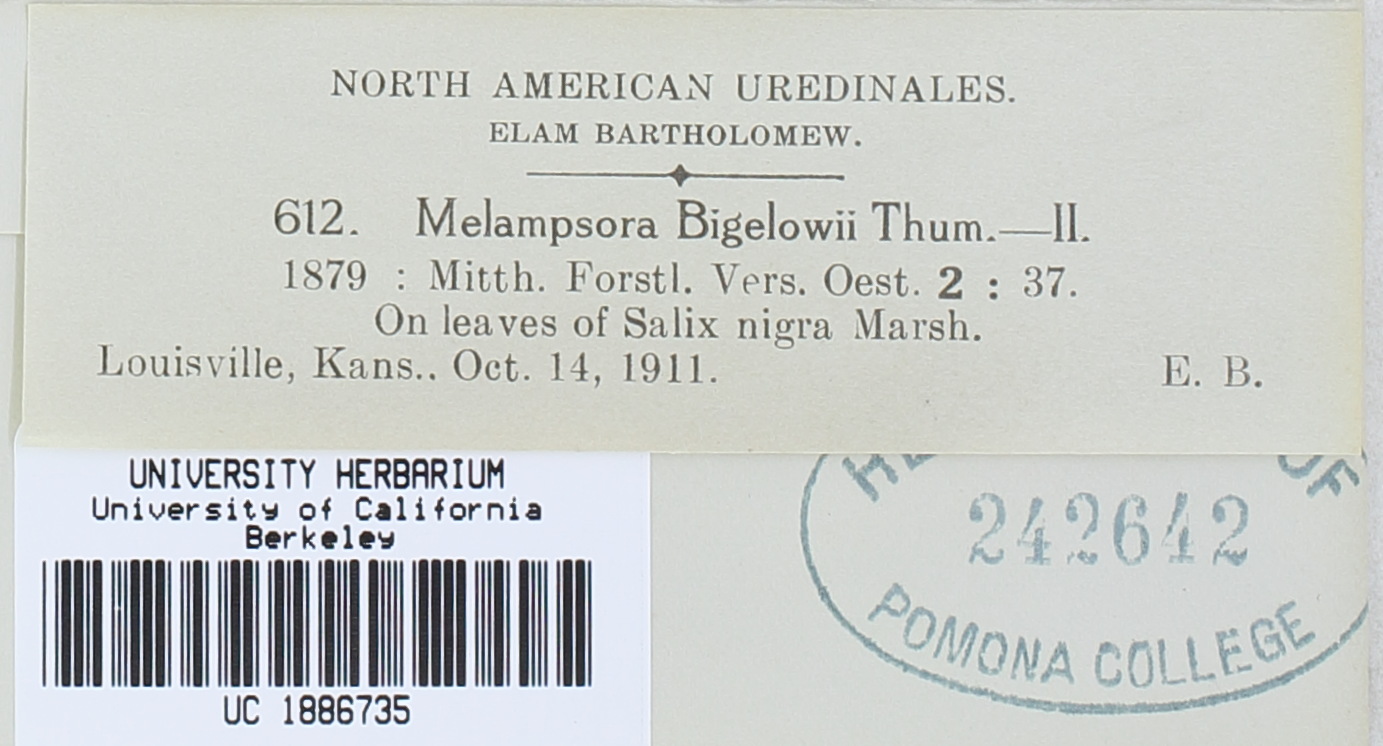 NORTH AMERICAN UREDINALES.
ELAM BARTHOLOMEW.
612. Melampsora Bigelowii Thum.—II.
1879 : Mitth. Forstl. Vers. Oest. 2 : 37.
On leaves of Salix nigra Marsh.
Louisville, Kans.. Oct. 14, 1911. E. B.
UNIVERSITY HERBARIUM
University of California
Berkeley
UC 1886735
OF
242642
POMONA COLLEGE